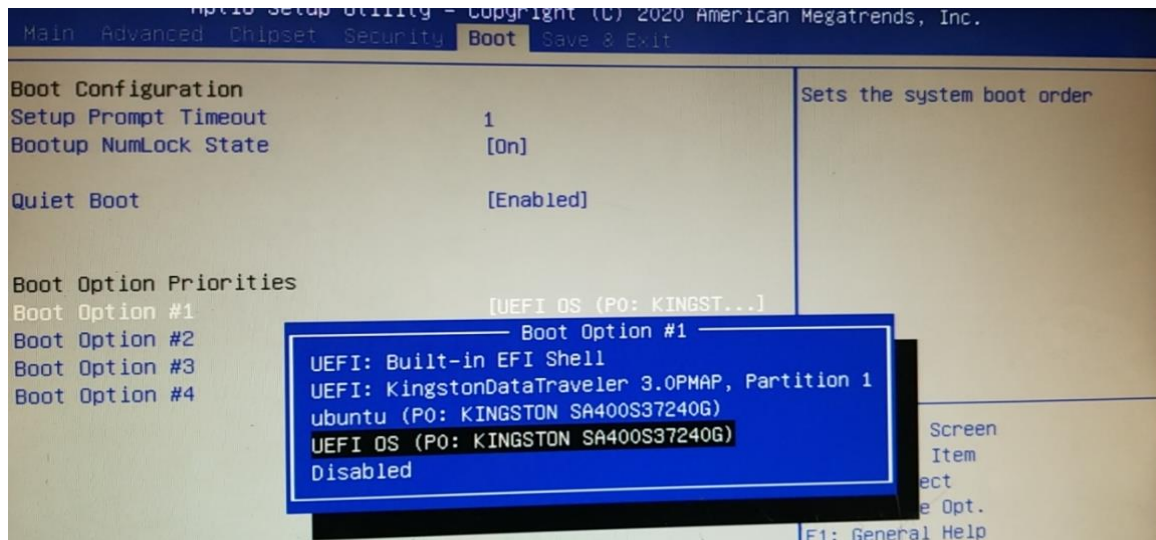 Aptio Setup Utility - Copyright (C) 2020 American Megatrends, Inc.
Main Advanced Chipset Security Boot Save & Exit
Boot Configuration
Setup Prompt Timeout 1
Bootup NumLock State [On]
Quiet Boot [Enabled]
Boot Option Priorities
Boot Option #1 [UEFI OS (P0: KINGST...]
Boot Option #2
Boot Option #3
Boot Option #4
Boot Option #1
UEFI: Built-in EFI Shell
UEFI: KingstonDataTraveler 3.0PMAP, Partition 1
ubuntu (P0: KINGSTON SA400S37240G)
UEFI OS (P0: KINGSTON SA400S37240G)
Disabled
Sets the system boot order
Screen
Item
ect
e Opt.
F1: General Help